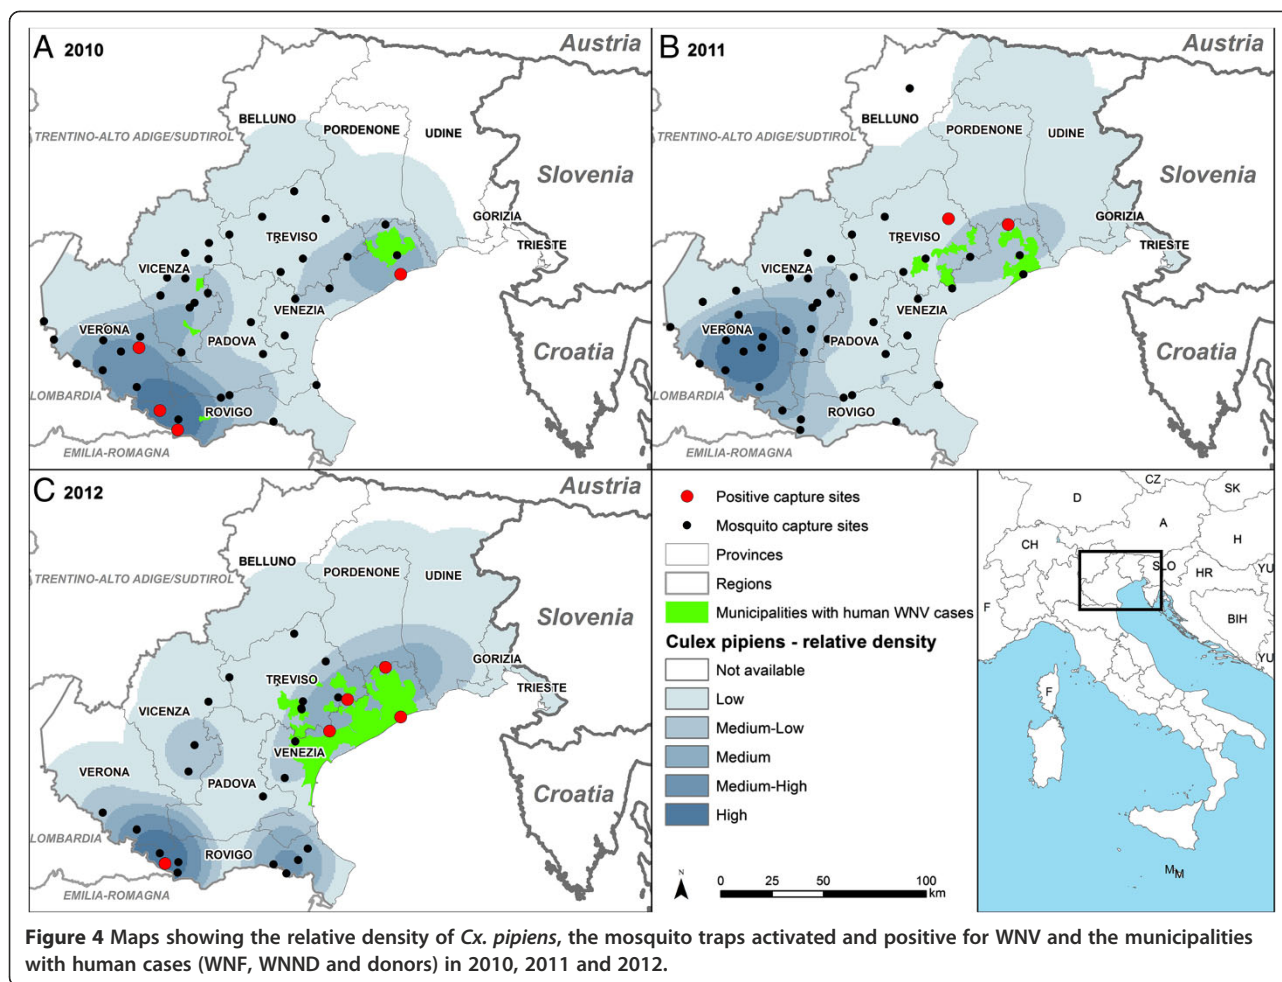 A 2010
Austria
BELLUNO
PORDENONE
UDINE
TRENTINO-ALTO ADIGE/SUDTIROL
Slovenia
GORIZIA
TREVISO
TRIESTE
VICENZA
VENEZIA
VERONA
PADOVA
Croatia
LOMBARDIA
ROVIGO
EMILIA-ROMAGNA
B 2011
Austria
BELLUNO
PORDENONE
UDINE
TRENTINO-ALTO ADIGE/SUDTIROL
Slovenia
GORIZIA
TREVISO
TRIESTE
VICENZA
VENEZIA
VERONA
PADOVA
Croatia
LOMBARDIA
ROVIGO
EMILIA-ROMAGNA
C 2012
Austria
BELLUNO
PORDENONE
UDINE
TRENTINO-ALTO ADIGE/SUDTIROL
Slovenia
GORIZIA
TREVISO
TRIESTE
VICENZA
VENEZIA
VERONA
PADOVA
Croatia
LOMBARDIA
ROVIGO
EMILIA-ROMAGNA
Positive capture sites
Mosquito capture sites
Provinces
Regions
Municipalities with human WNV cases
Culex pipiens - relative density
Not available
Low
Medium-Low
Medium
Medium-High
High
N
0 25 50 100
km
CZ
D
SK
A
CH
H
SLO
HR
YU
F
BIH
YU
F
M
M
Figure 4 Maps showing the relative density of Cx. pipiens, the mosquito traps activated and positive for WNV and the municipalities
with human cases (WNF, WNND and donors) in 2010, 2011 and 2012.